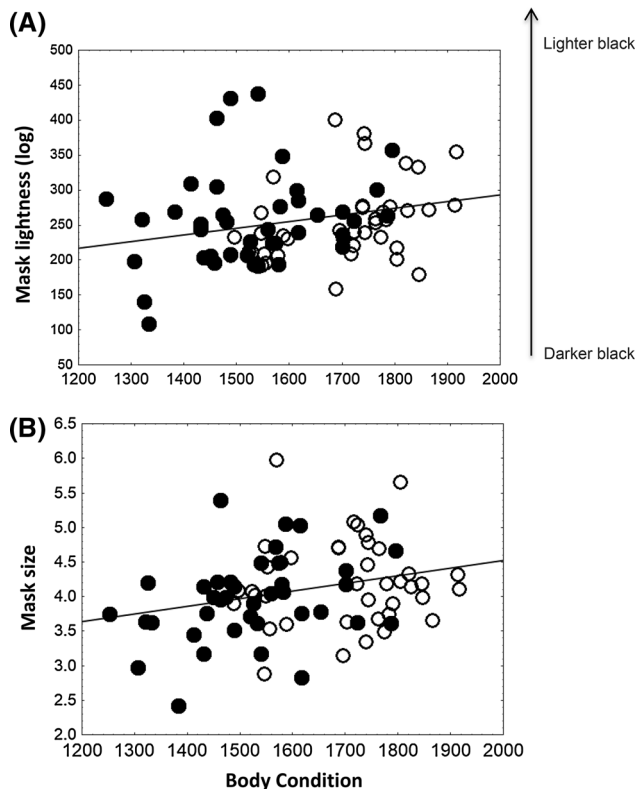 (A)
Lighter black
500
450
400
350
300
250
200
150
100
50
Mask lightness (log)
1200 1300 1400 1500 1600 1700 1800 1900 2000
Darker black
(B)
6.5
6.0
5.5
5.0
4.5
4.0
3.5
3.0
2.5
2.0
Mask size
1200 1300 1400 1500 1600 1700 1800 1900 2000
Body Condition